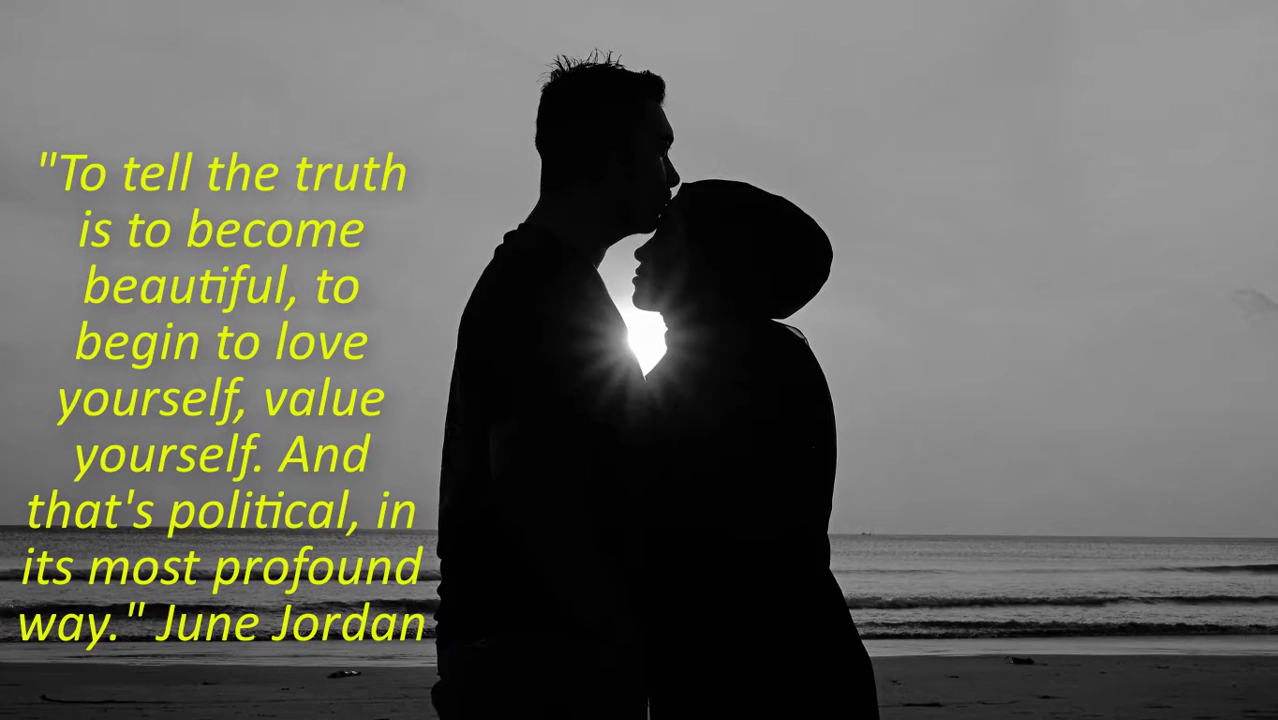 "To tell the truth
is to become
beautiful, to
begin to love
yourself, value
yourself. And
that's political, in
its most profound
way." June Jordan